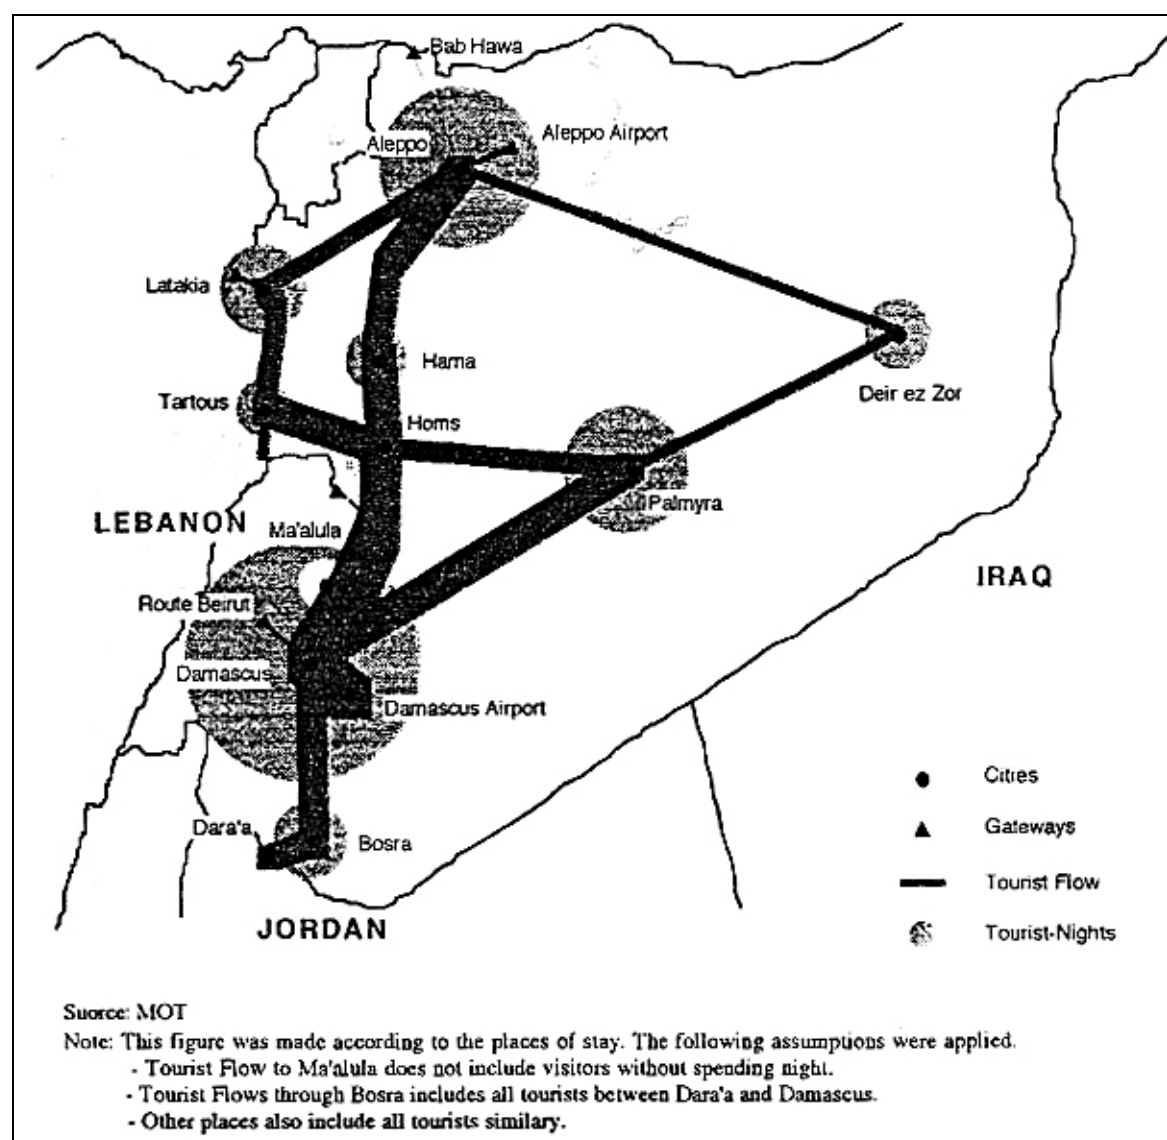 Bab Hawa
Aleppo Airport
Aleppo
Latakia
Hama
Tartous
Homs
Deir ez Zor
Palmyra
LEBANON
Ma'alula
IRAQ
Route Beirut
Damascus
Damascus Airport
Cities
Gateways
Dara'a
Bosra
Tourist Flow
JORDAN
Tourist-Nights
Suorce: MOT
Note: This figure was made according to the places of stay. The following assumptions were applied.
- Tourist Flow to Ma'alula does not include visitors without spending night.
- Tourist Flows through Bosra includes all tourists between Dara'a and Damascus.
- Other places also include all tourists similary.